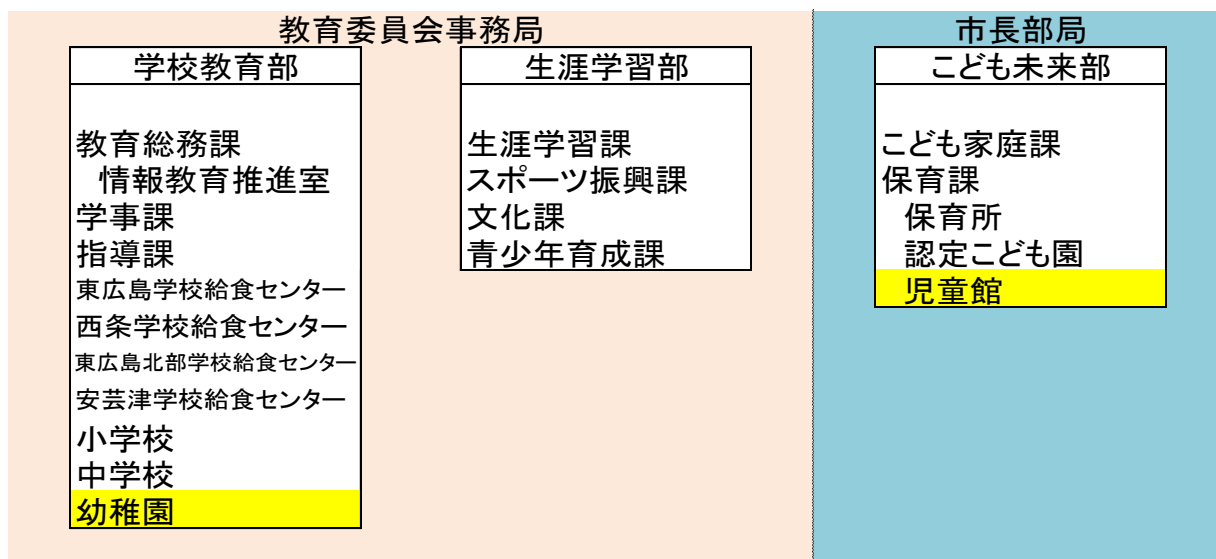 教育委員会事務局
学校教育部
教育総務課
情報教育推進室
学事課
指導課
東広島学校給食センター
西条学校給食センター
東広島北部学校給食センター
安芸津学校給食センター
小学校
中学校
幼稚園
生涯学習部
生涯学習課
スポーツ振興課
文化課
青少年育成課
市長部局
こども未来部
こども家庭課
保育課
保育所
認定こども園
児童館